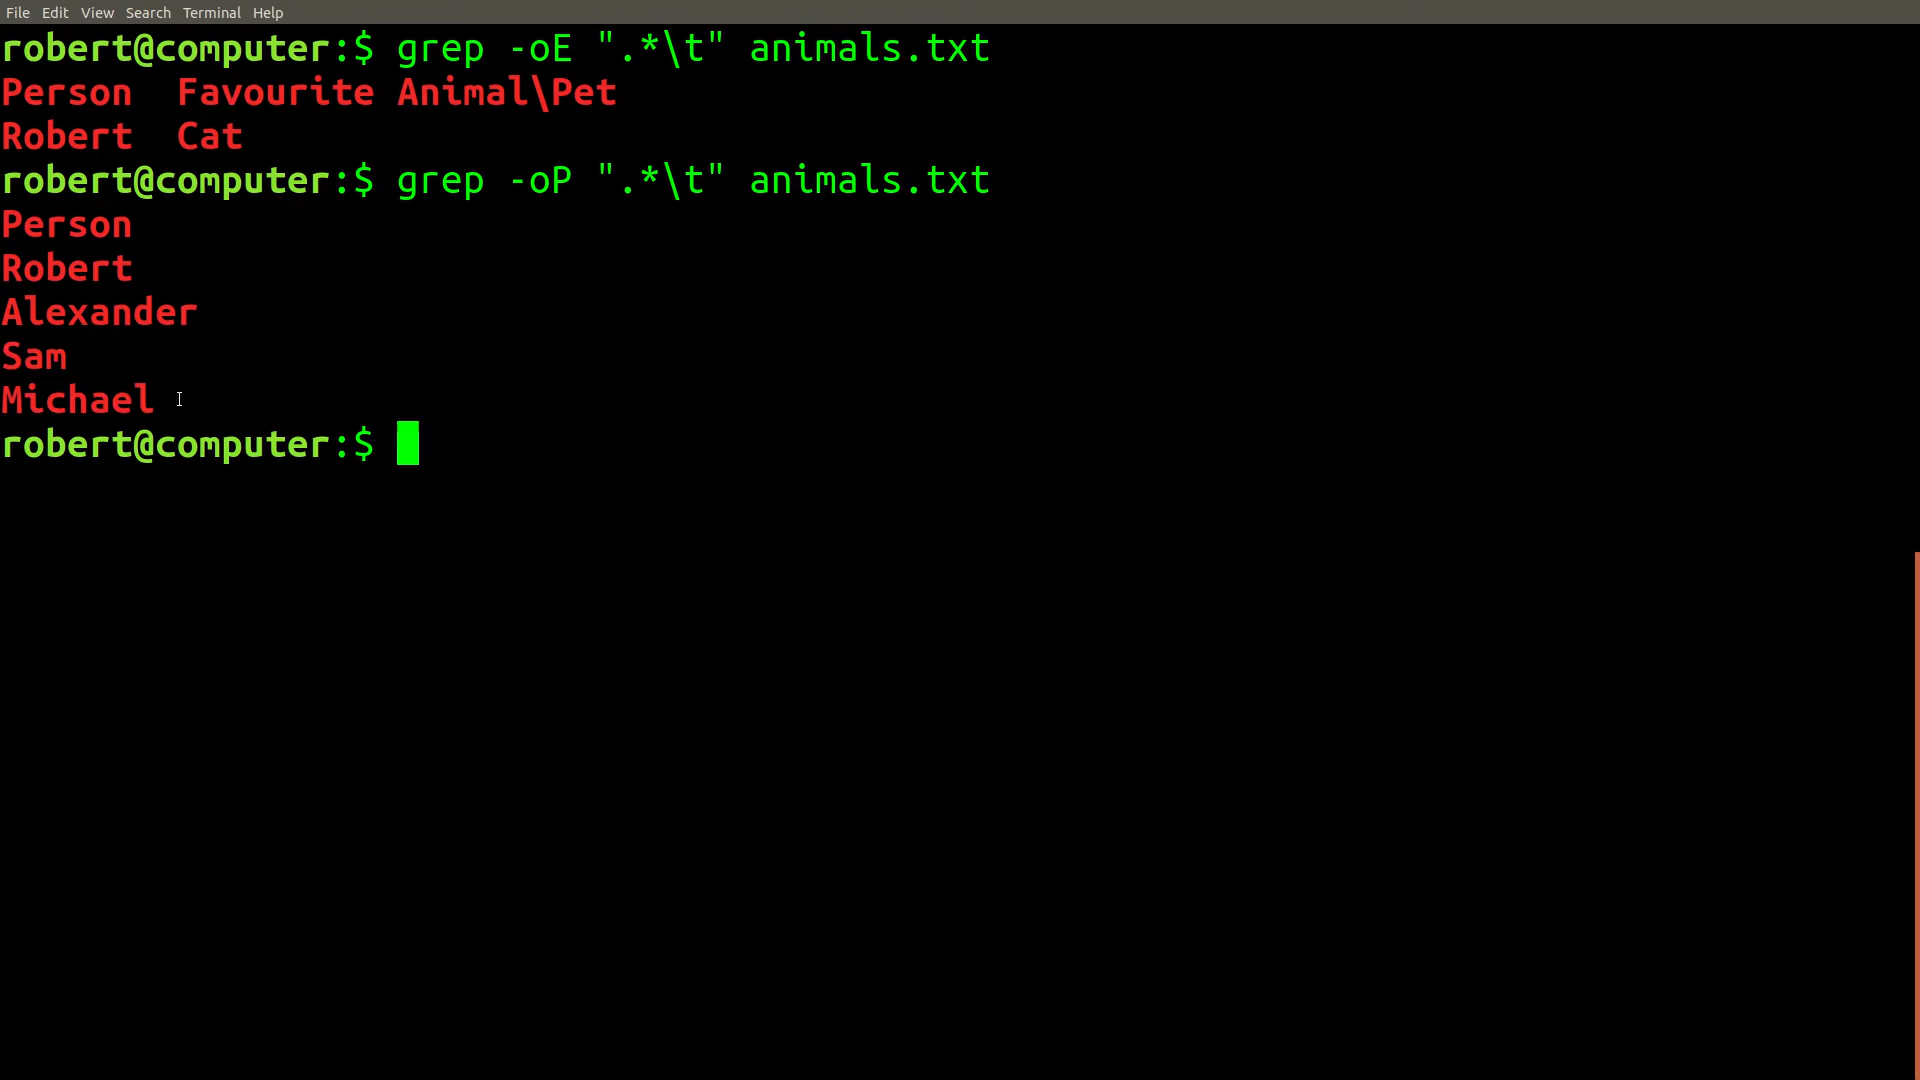 File Edit View Search Terminal Help
robert@computer:$ grep -oE ".*\t" animals.txt
Person  Favourite Animal\Pet
Robert  Cat
robert@computer:$ grep -oP ".*\t" animals.txt
Person
Robert
Alexander
Sam
Michael
robert@computer:$